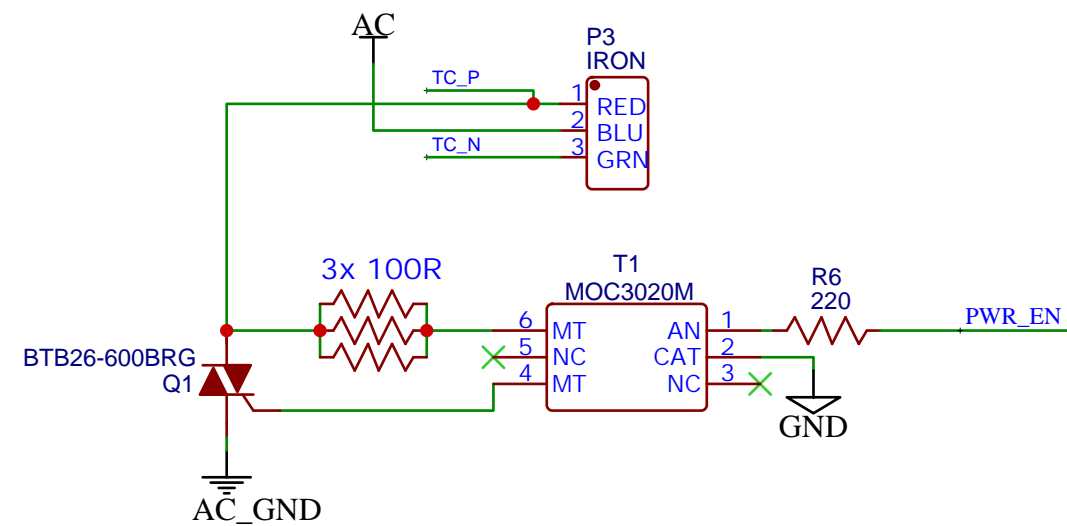 AC
P3
IRON
TC_P
1 RED
2 BLU
TC_N
3 GRN
3x 100R
T1
MOC3020M
R6
220
6 MT
AN 1
PWR_EN
5 NC
CAT 2
4 MT
NC 3
BTB26-600BRG
Q1
GND
AC_GND